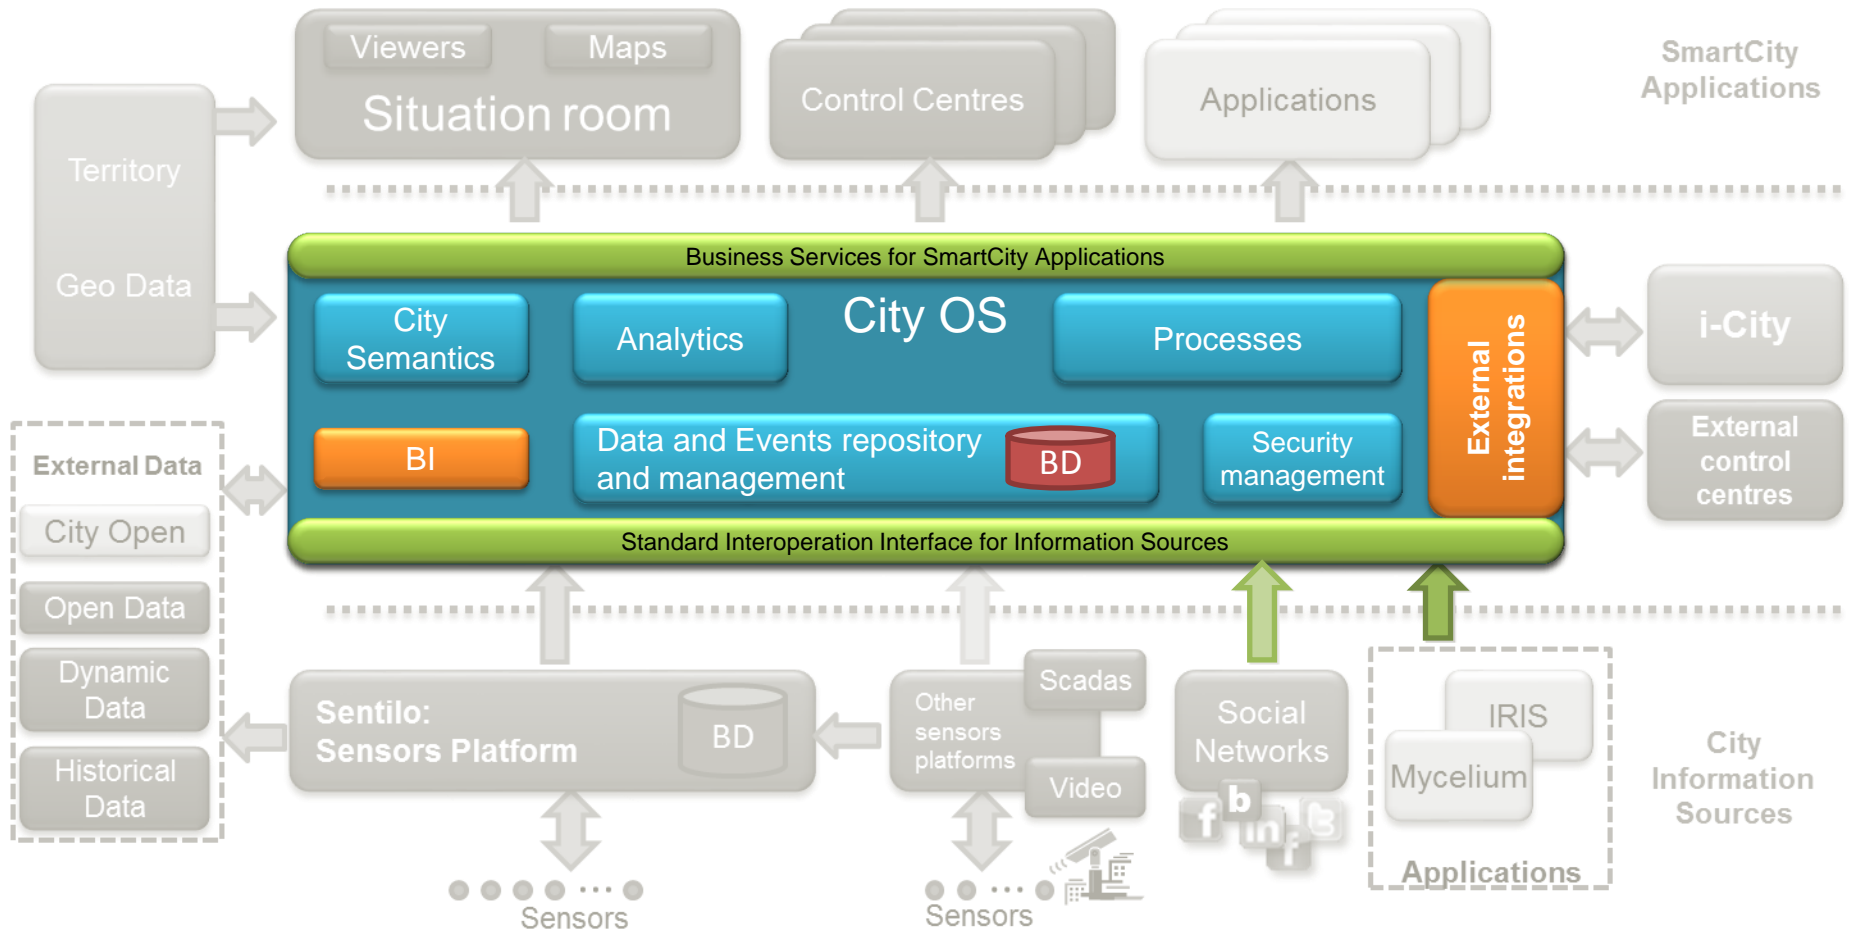 Viewers
Maps
Situation room
Control Centres
Applications
SmartCity
Applications
Territory
Geo Data
Business Services for SmartCity Applications
City OS
City
Semantics
Analytics
Processes
External
integrations
i-City
BI
Data and Events repository
and management
BD
Security
management
External
control
centres
Standard Interoperation Interface for Information Sources
External Data
City Open
Open Data
Dynamic
Data
Historical
Data
Sentilo:
Sensors Platform
BD
Other
sensors
platforms
Scadas
Video
Social
Networks
f
b
in
t
f
IRIS
Mycelium
Applications
City
Information
Sources
Sensors
Sensors